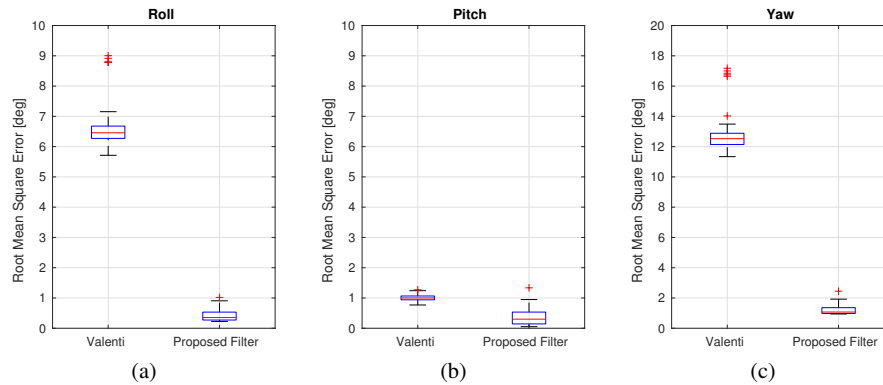 Roll
Root Mean Square Error [deg]
10
9
8
7
6
5
4
3
2
1
0
Valenti Proposed Filter
(a)
Pitch
Root Mean Square Error [deg]
10
9
8
7
6
5
4
3
2
1
0
Valenti Proposed Filter
(b)
Yaw
Root Mean Square Error [deg]
20
18
16
14
12
10
8
6
4
2
0
Valenti Proposed Filter
(c)